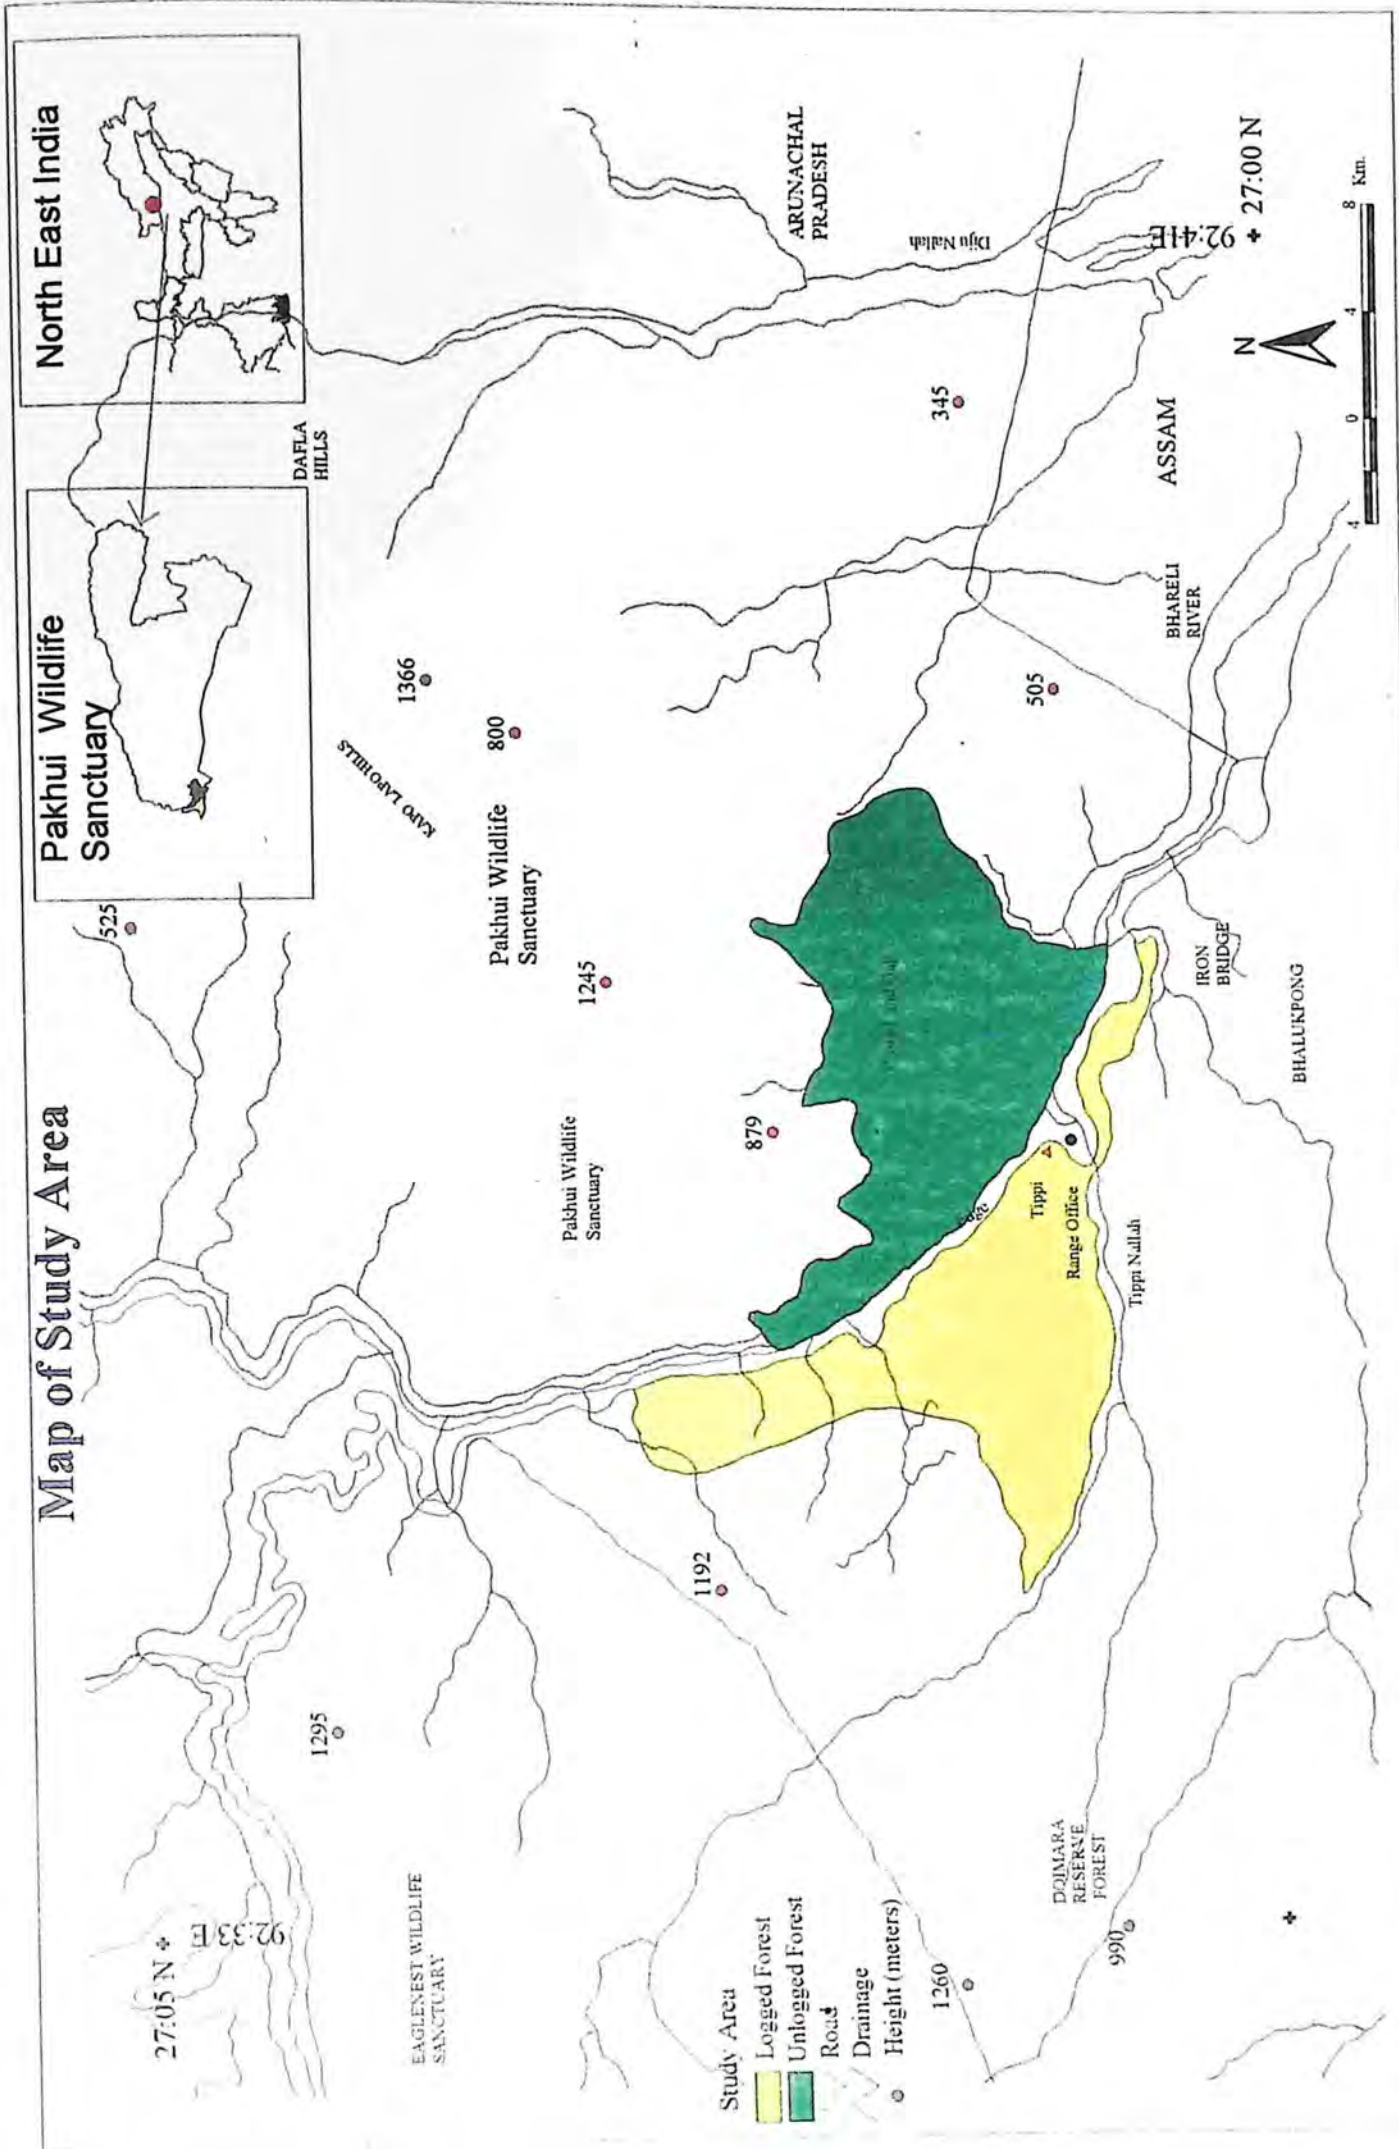 Map of Study Area
North East India
Pakhui Wildlife
Sanctuary
DAFLA
HILLS
525
1366
800
KAPO LAPO HILLS
Pakhui Wildlife
Sanctuary
1245
Pakhui Wildlife
Sanctuary
879
ARUNACHAL
PRADESH
Diju Nallah
345
505
ASSAM
BHARELI
RIVER
92:41E
27:00 N
N
4 0 4 8 Km.
IRON
BRIDGE
BHALUKPONG
Tippi
Range Office
Tippi Nallah
1192
1295
27:05 N
92:33 E
EAGLENEST WILDLIFE
SANCTUARY
DOIMARA
RESERVE
FOREST
990
1260
Study Area
Logged Forest
Unlogged Forest
Road
Drainage
Height (meters)